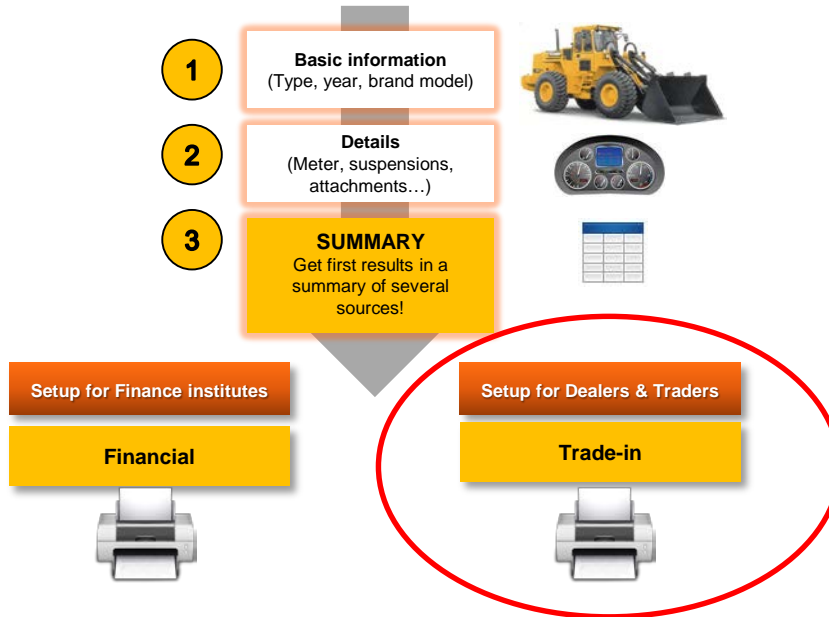 1
Basic information
(Type, year, brand model)
2
Details
(Meter, suspensions,
attachments…)
3
SUMMARY
Get first results in a
summary of several
sources!
Setup for Finance institutes
Financial
Setup for Dealers & Traders
Trade-in